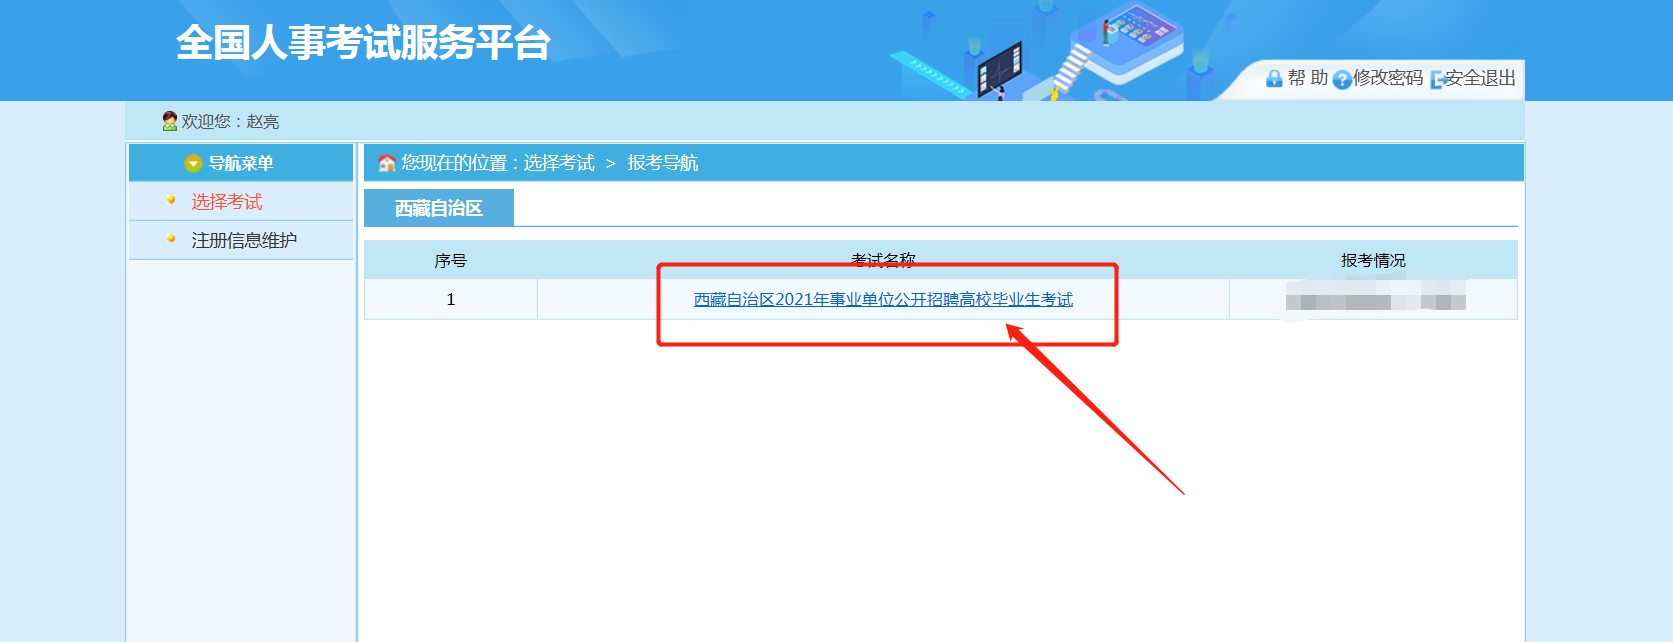 全国人事考试服务平台
帮 助 修改密码 安全退出
欢迎您：赵亮
导航菜单
选择考试
注册信息维护
您现在的位置：选择考试 > 报考导航
西藏自治区
序号 考试名称 报考情况
1 西藏自治区2021年事业单位公开招聘高校毕业生考试